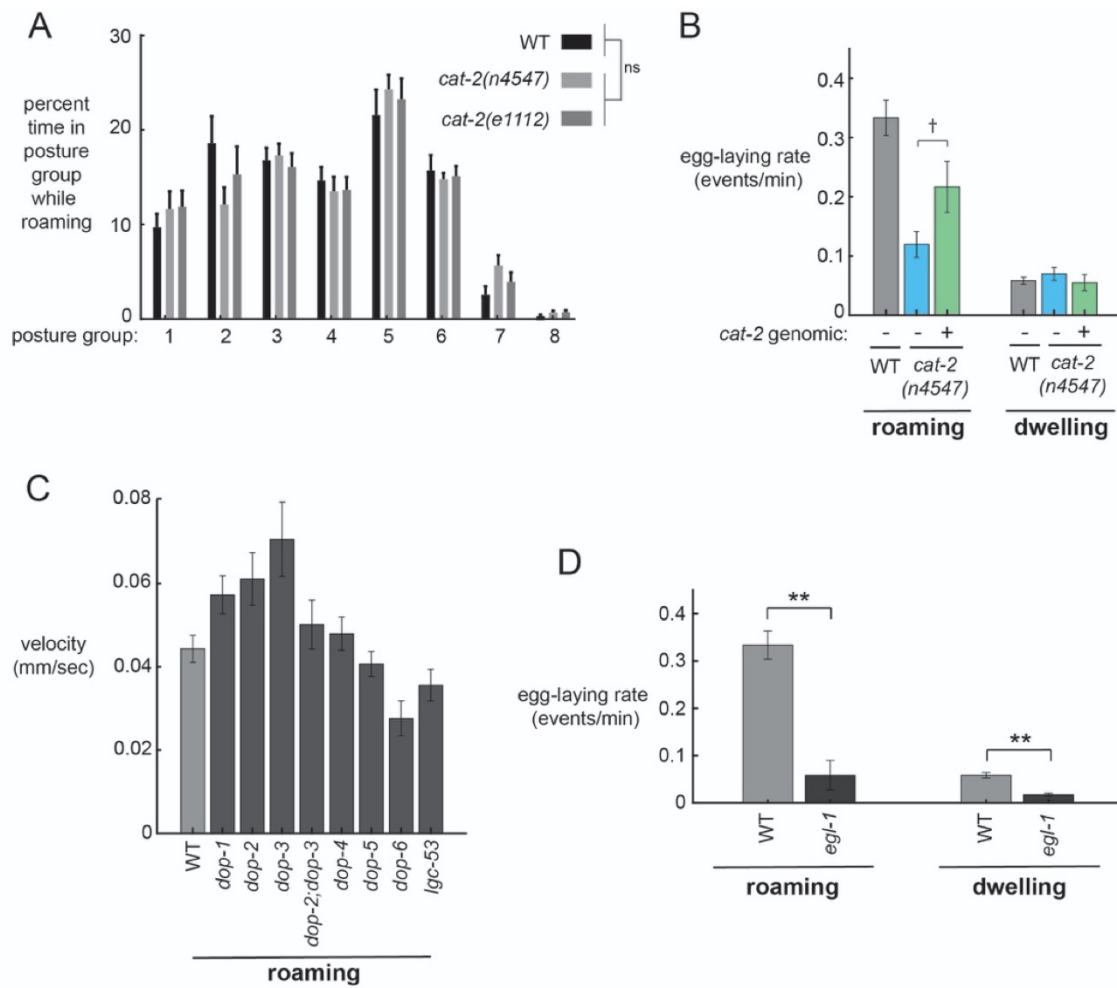 A
WT
cat-2(n4547)
cat-2(e1112)
ns
percent
time in
posture
group
while
roaming
30
20
10
0
posture group: 1 2 3 4 5 6 7 8
B
egg-laying rate
(events/min)
0.4
0.3
0.2
0.1
0
†
cat-2 genomic: - - + - - +
WT cat-2 WT cat-2
(n4547) (n4547)
roaming dwelling
C
velocity
(mm/sec)
0.08
0.06
0.04
0.02
0
WT dop-1 dop-2 dop-3 dop-2;dop-3 dop-4 dop-5 dop-6 lgc-53
roaming
D
egg-laying rate
(events/min)
0.4
0.3
0.2
0.1
0
** **
WT egl-1 WT egl-1
roaming dwelling